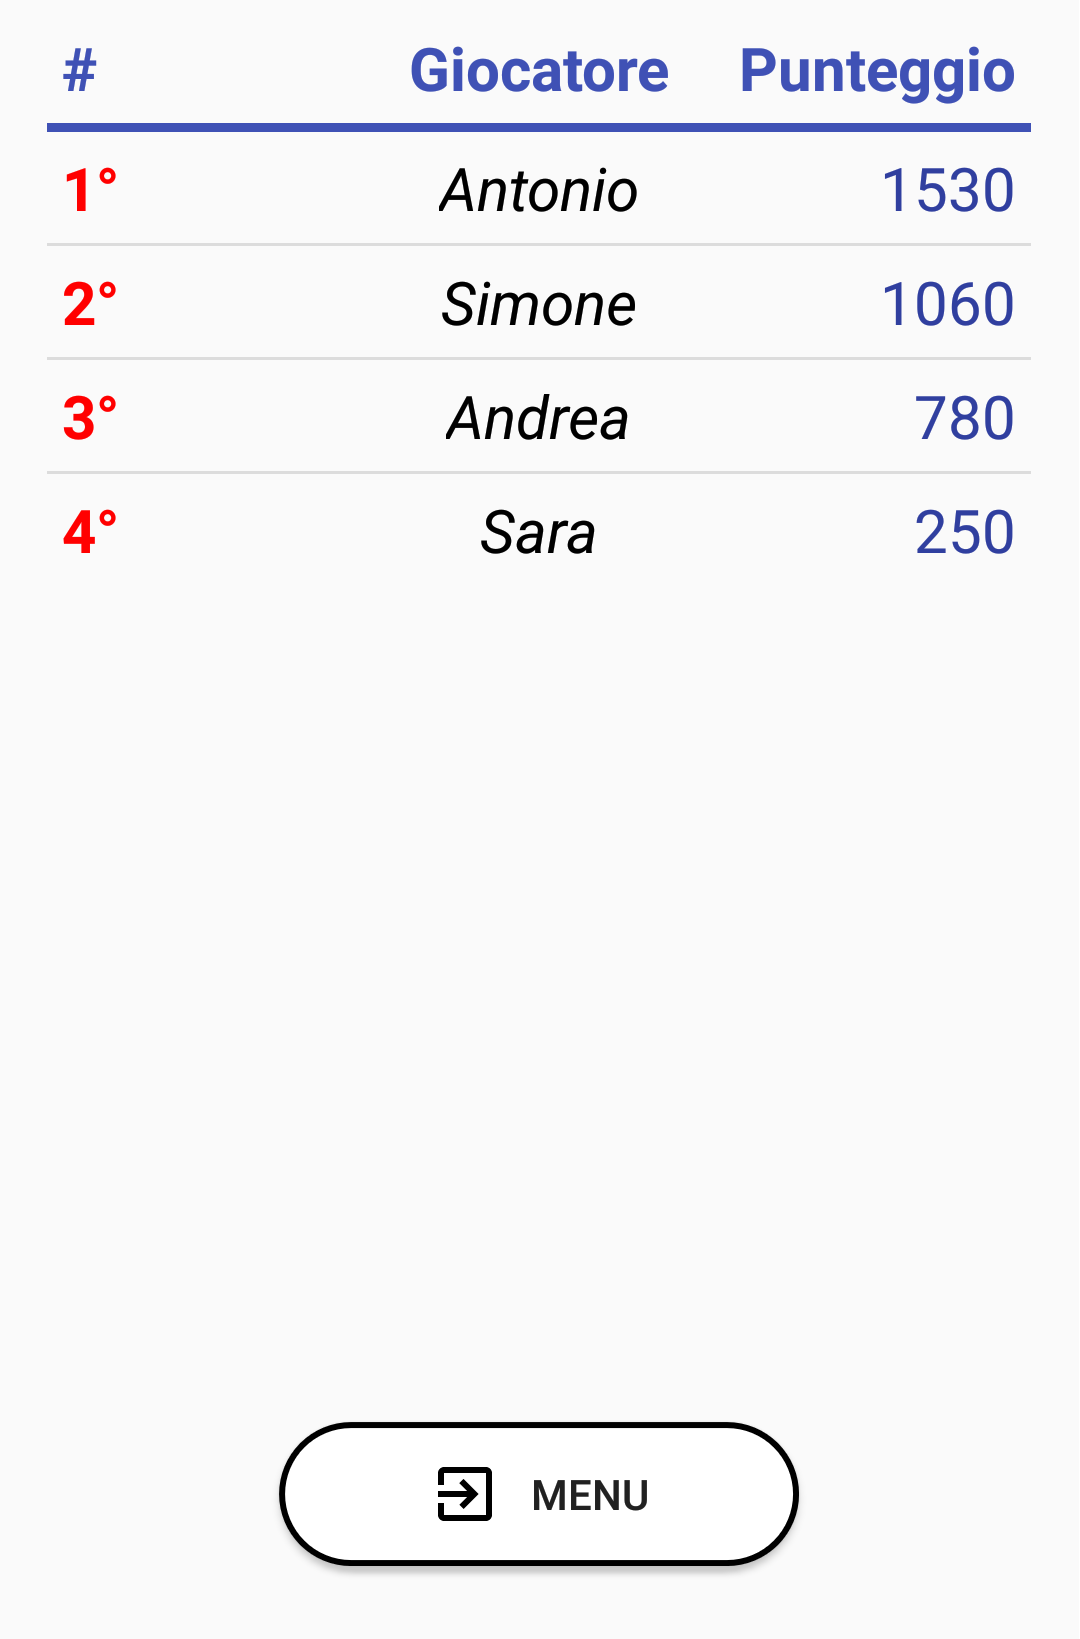 # Giocatore Punteggio
1° Antonio 1530
2° Simone 1060
3° Andrea 780
4° Sara 250
MENU